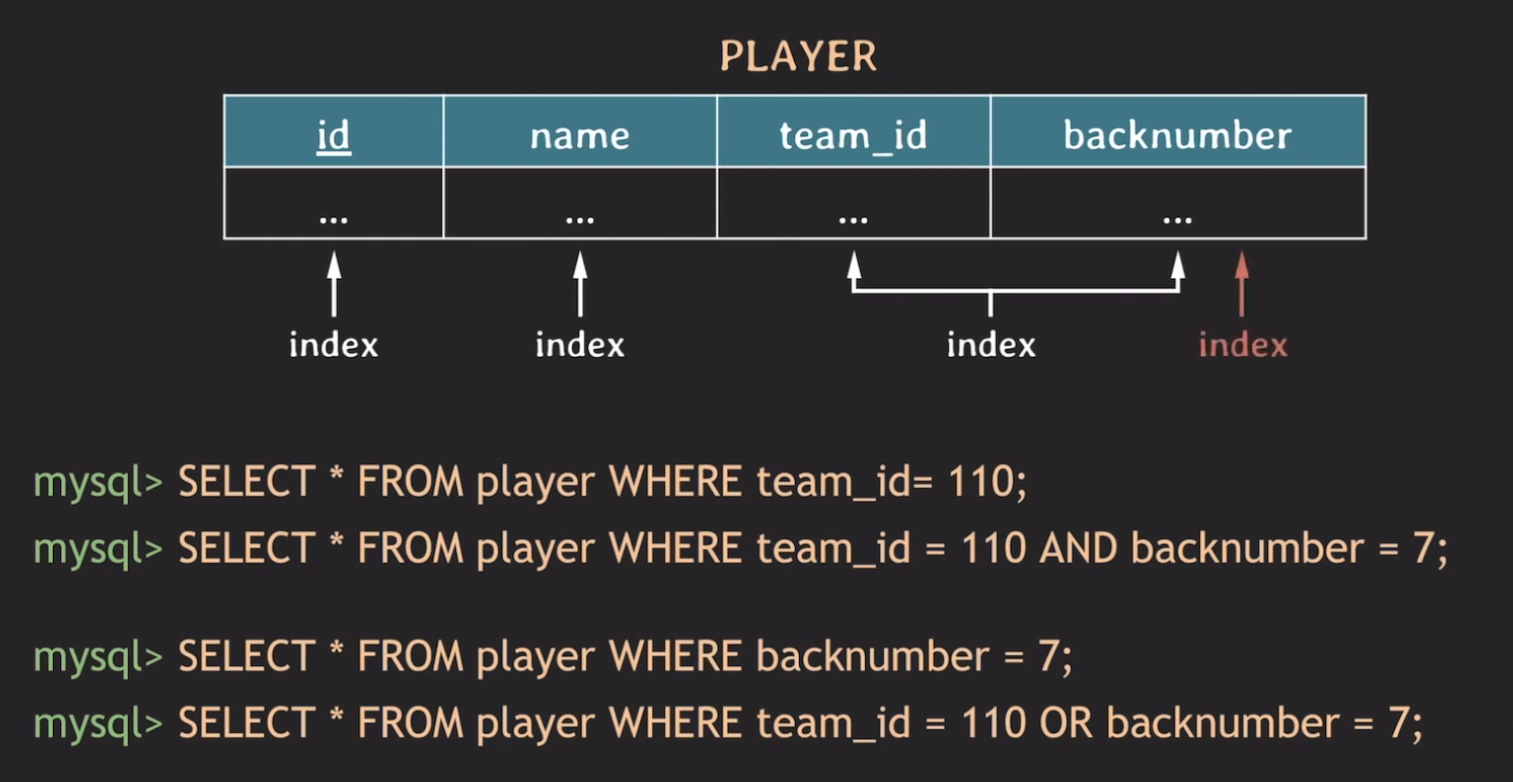 PLAYER
id name team_id backnumber
... ... ... ...
index index index index
mysql> SELECT * FROM player WHERE team_id= 110;
mysql> SELECT * FROM player WHERE team_id = 110 AND backnumber = 7;
mysql> SELECT * FROM player WHERE backnumber = 7;
mysql> SELECT * FROM player WHERE team_id = 110 OR backnumber = 7;